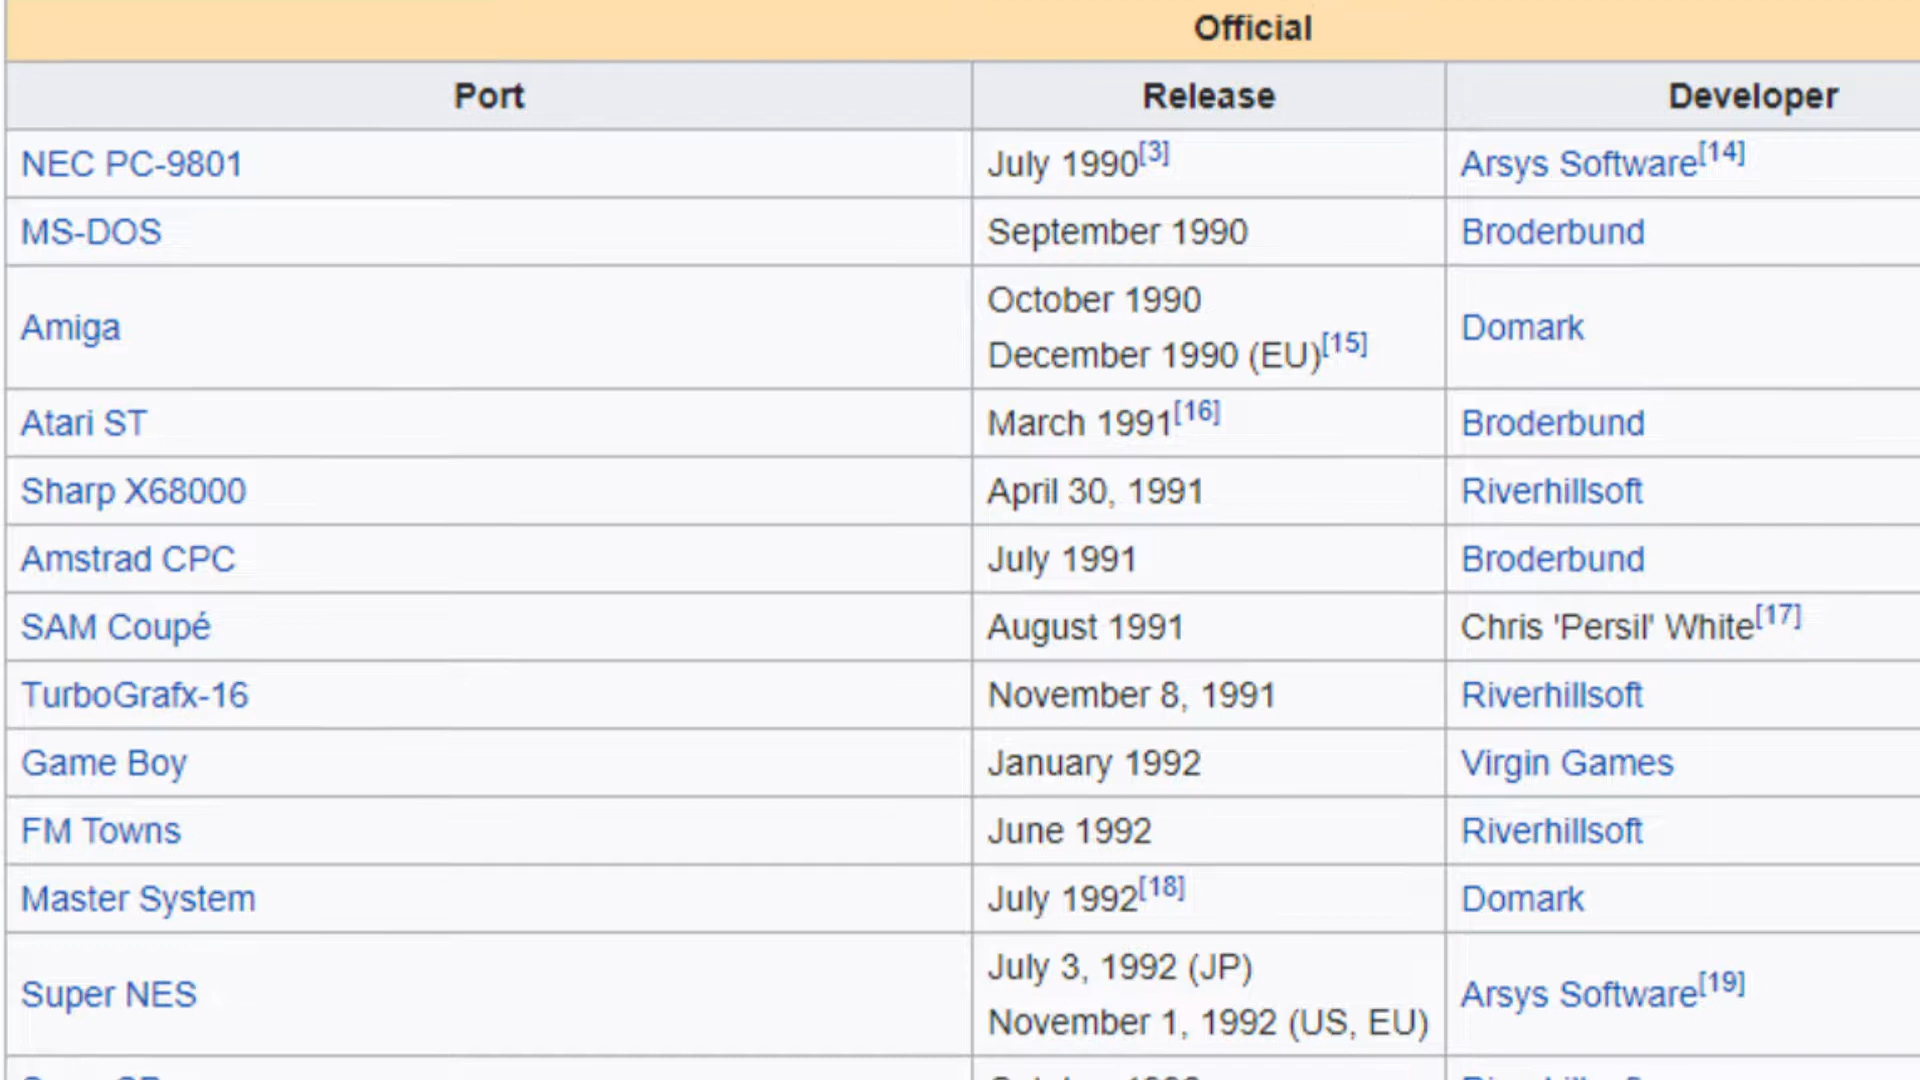 Official
Port Release Developer
NEC PC-9801 July 1990[3] Arsys Software[14]
MS-DOS September 1990 Broderbund
Amiga October 1990
December 1990 (EU)[15] Domark
Atari ST March 1991[16] Broderbund
Sharp X68000 April 30, 1991 Riverhillsoft
Amstrad CPC July 1991 Broderbund
SAM Coupé August 1991 Chris 'Persil' White[17]
TurboGrafx-16 November 8, 1991 Riverhillsoft
Game Boy January 1992 Virgin Games
FM Towns June 1992 Riverhillsoft
Master System July 1992[18] Domark
Super NES July 3, 1992 (JP)
November 1, 1992 (US, EU) Arsys Software[19]